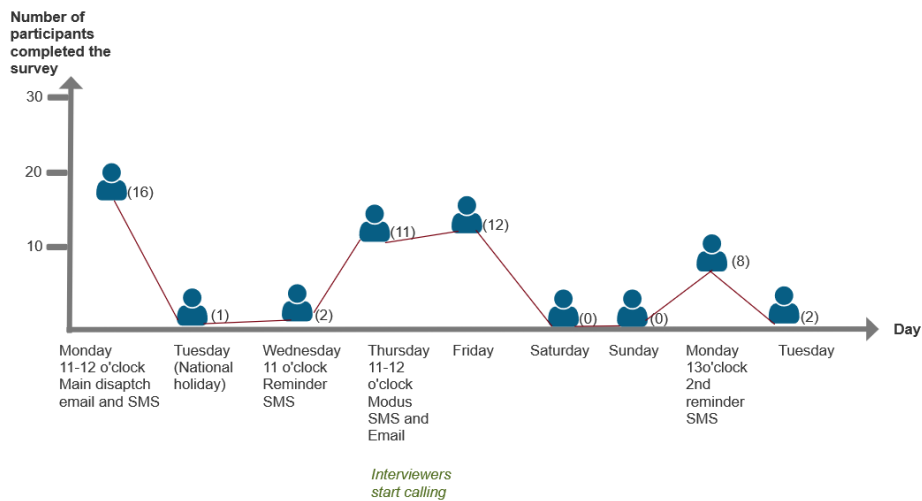 Number of
participants
completed the
survey
30
20
10
(16)
(1)
(2)
(11)
(12)
(0)
(0)
(8)
(2)
Day
Monday
11-12 o'clock
Main disaptch
email and SMS
Tuesday
(National
holiday)
Wednesday
11 o'clock
Reminder
SMS
Thursday
11-12
o'clock
Modus
SMS and
Email
Friday
Saturday
Sunday
Monday
13o'clock
2nd
reminder
SMS
Tuesday
Interviewers
start calling